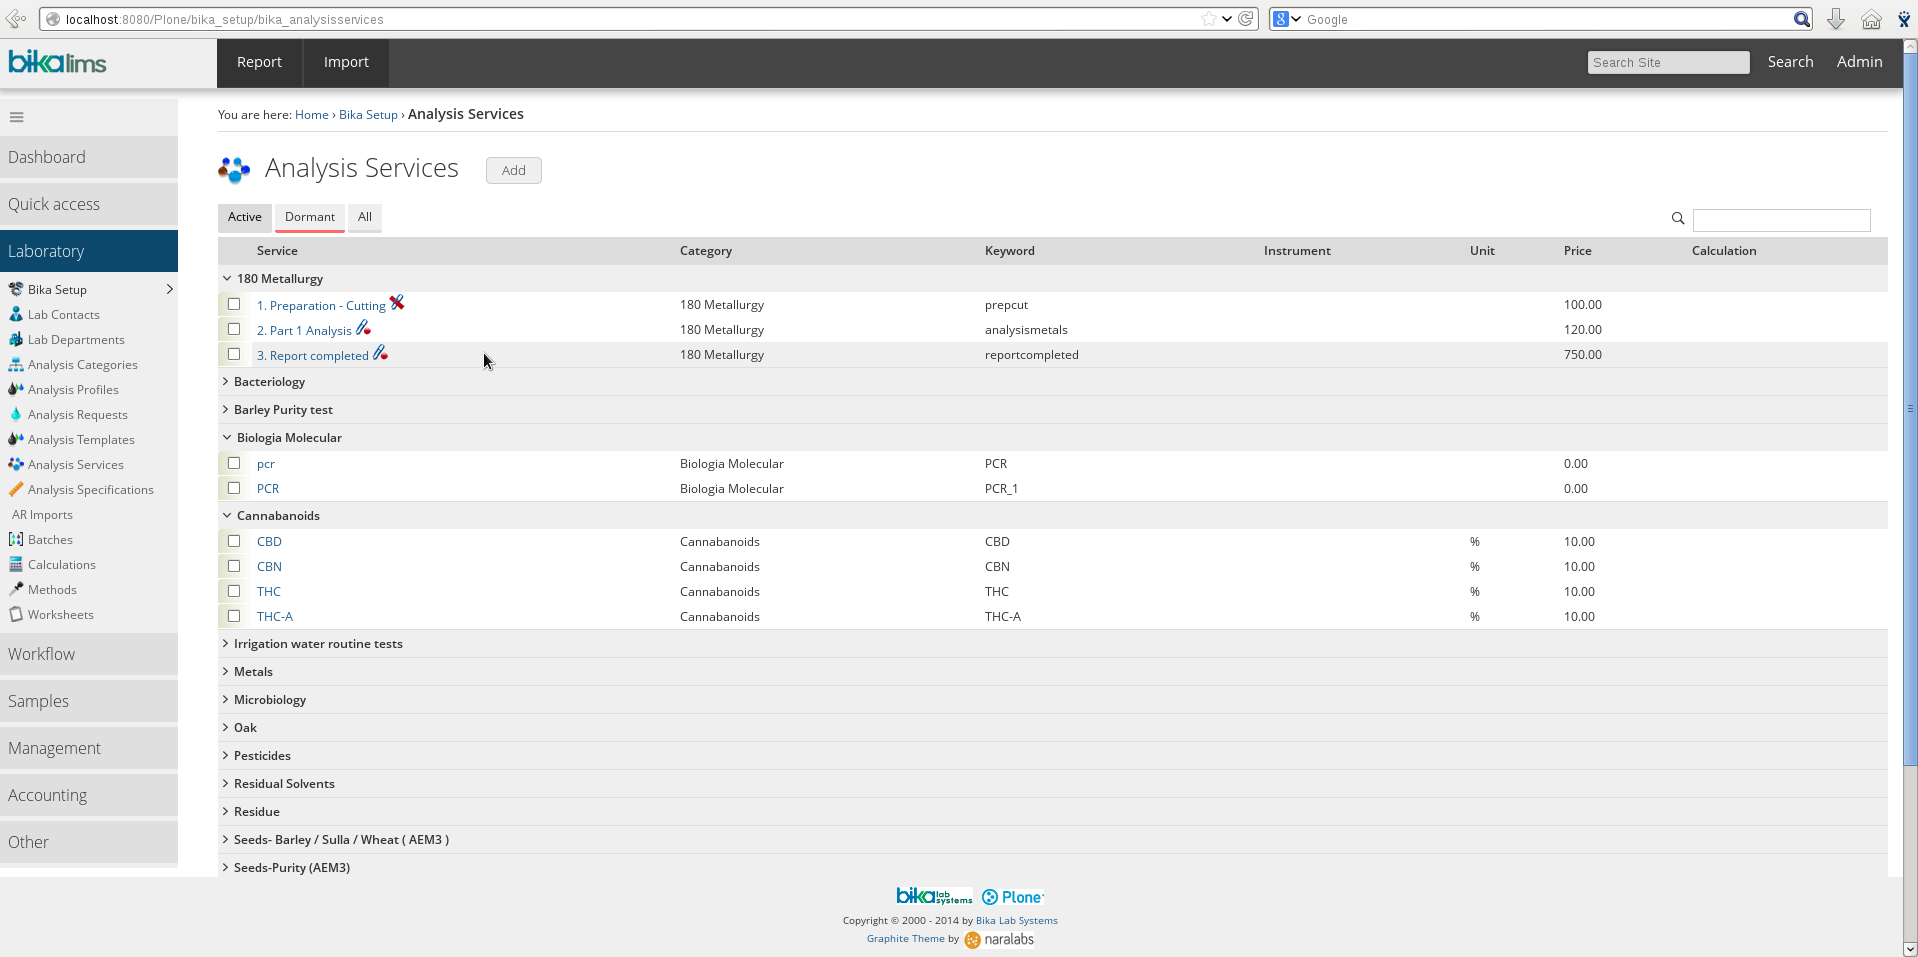 localhost:8080/Plone/bika_setup/bika_analysisservices
Google
bikalims
Report
Import
Search Site
Search
Admin
You are here: Home › Bika Setup › Analysis Services
Dashboard
Quick access
Laboratory
Bika Setup
Lab Contacts
Lab Departments
Analysis Categories
Analysis Profiles
Analysis Requests
Analysis Templates
Analysis Services
Analysis Specifications
AR Imports
Batches
Calculations
Methods
Worksheets
Workflow
Samples
Management
Accounting
Other
Analysis Services Add
Active Dormant All
Service Category Keyword Instrument Unit Price Calculation
180 Metallurgy
1. Preparation - Cutting 180 Metallurgy prepcut 100.00
2. Part 1 Analysis 180 Metallurgy analysismetals 120.00
3. Report completed 180 Metallurgy reportcompleted 750.00
Bacteriology
Barley Purity test
Biologia Molecular
pcr Biologia Molecular PCR 0.00
PCR Biologia Molecular PCR_1 0.00
Cannabanoids
CBD Cannabanoids CBD % 10.00
CBN Cannabanoids CBN % 10.00
THC Cannabanoids THC % 10.00
THC-A Cannabanoids THC-A % 10.00
Irrigation water routine tests
Metals
Microbiology
Oak
Pesticides
Residual Solvents
Residue
Seeds- Barley / Sulla / Wheat ( AEM3 )
Seeds-Purity (AEM3)
bika lab systems Plone
Copyright © 2000 - 2014 by Bika Lab Systems
Graphite Theme by naralabs